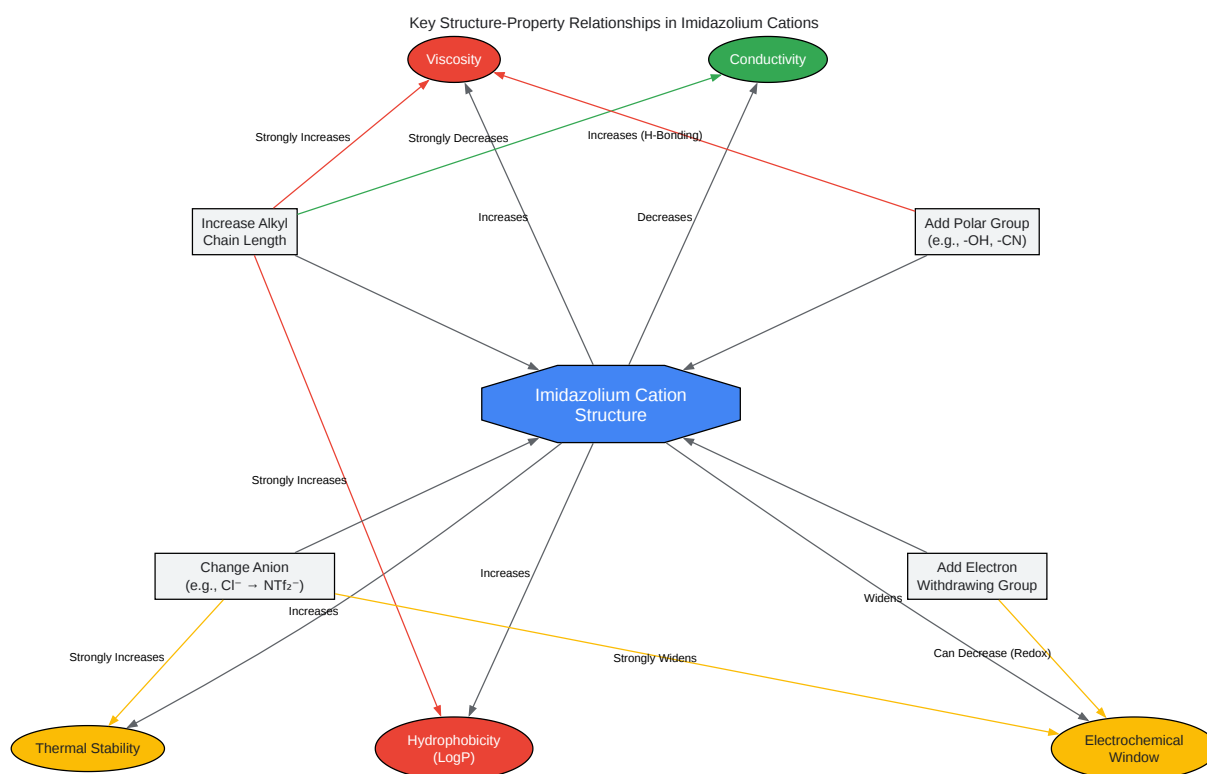 Key Structure-Property Relationships in Imidazolium Cations
Viscosity
Conductivity
Strongly Increases
Strongly Decreases
Increases (H-Bonding)
Increase Alkyl
Chain Length
Increases
Decreases
Add Polar Group
(e.g., -OH, -CN)
Imidazolium Cation
Structure
Strongly Increases
Change Anion
(e.g., Cl⁻ → NTf₂⁻)
Increases
Add Electron
Withdrawing Group
Increases
Widens
Strongly Increases
Strongly Widens
Can Decrease (Redox)
Thermal Stability
Hydrophobicity
(LogP)
Electrochemical
Window